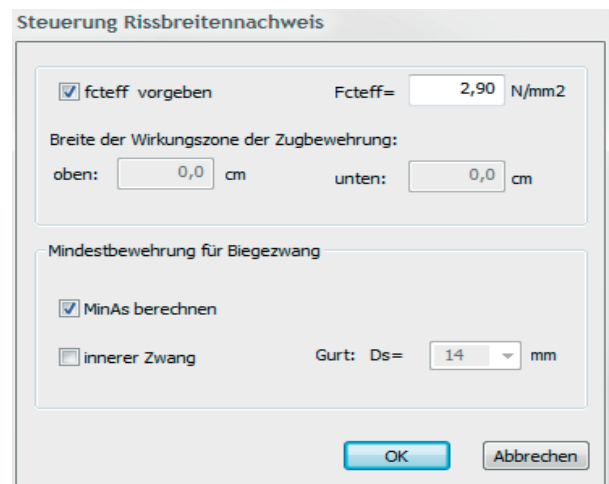 Steuerung Rissbreitennachweis
fcteff vorgeben Fcteff= 2,90 N/mm2
Breite der Wirkungszone der Zugbewehrung:
oben: 0,0 cm unten: 0,0 cm
Mindestbewehrung für Biegezwang
MinAs berechnen
innerer Zwang Gurt: Ds= 14 mm
OK Abbrechen